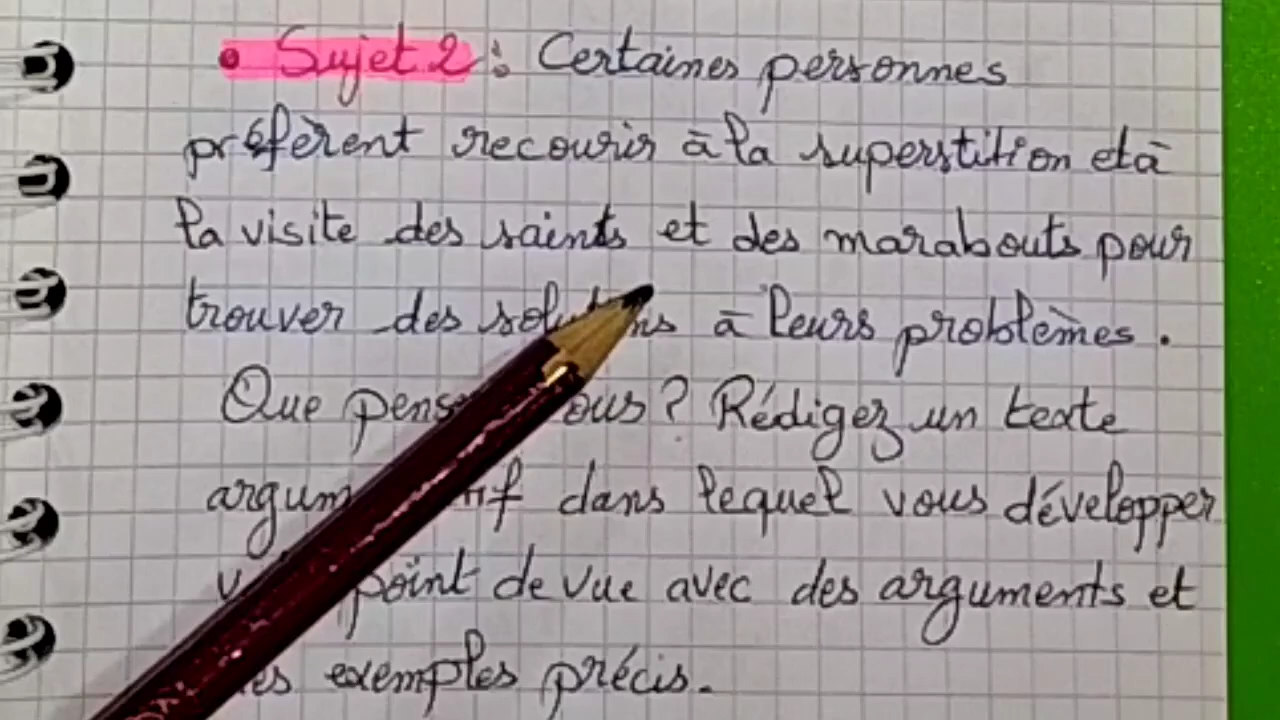 • Sujet 2 : Certaines personnes
préfèrent recourir à la superstition et à
la visite des saints et des marabouts pour
trouver des à leurs problèmes.
Que ? Rédigez un texte
dans lequel vous développer
point de vue avec des arguments et
exemples précis.